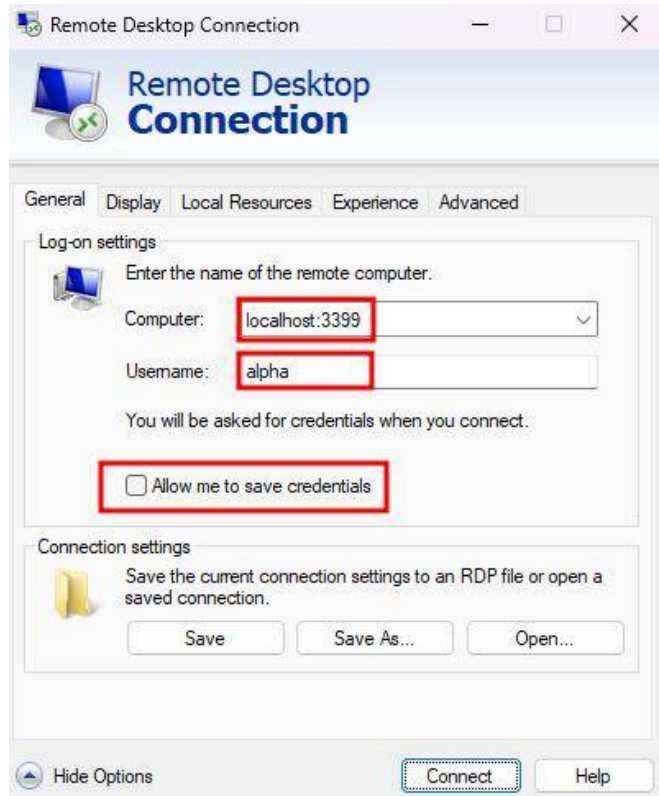 Remote Desktop Connection
Remote Desktop
Connection
General Display Local Resources Experience Advanced
Log-on settings
Enter the name of the remote computer.
Computer: localhost:3399
Username: alpha
You will be asked for credentials when you connect.
Allow me to save credentials
Connection settings
Save the current connection settings to an RDP file or open a
saved connection.
Save Save As... Open...
Hide Options Connect Help